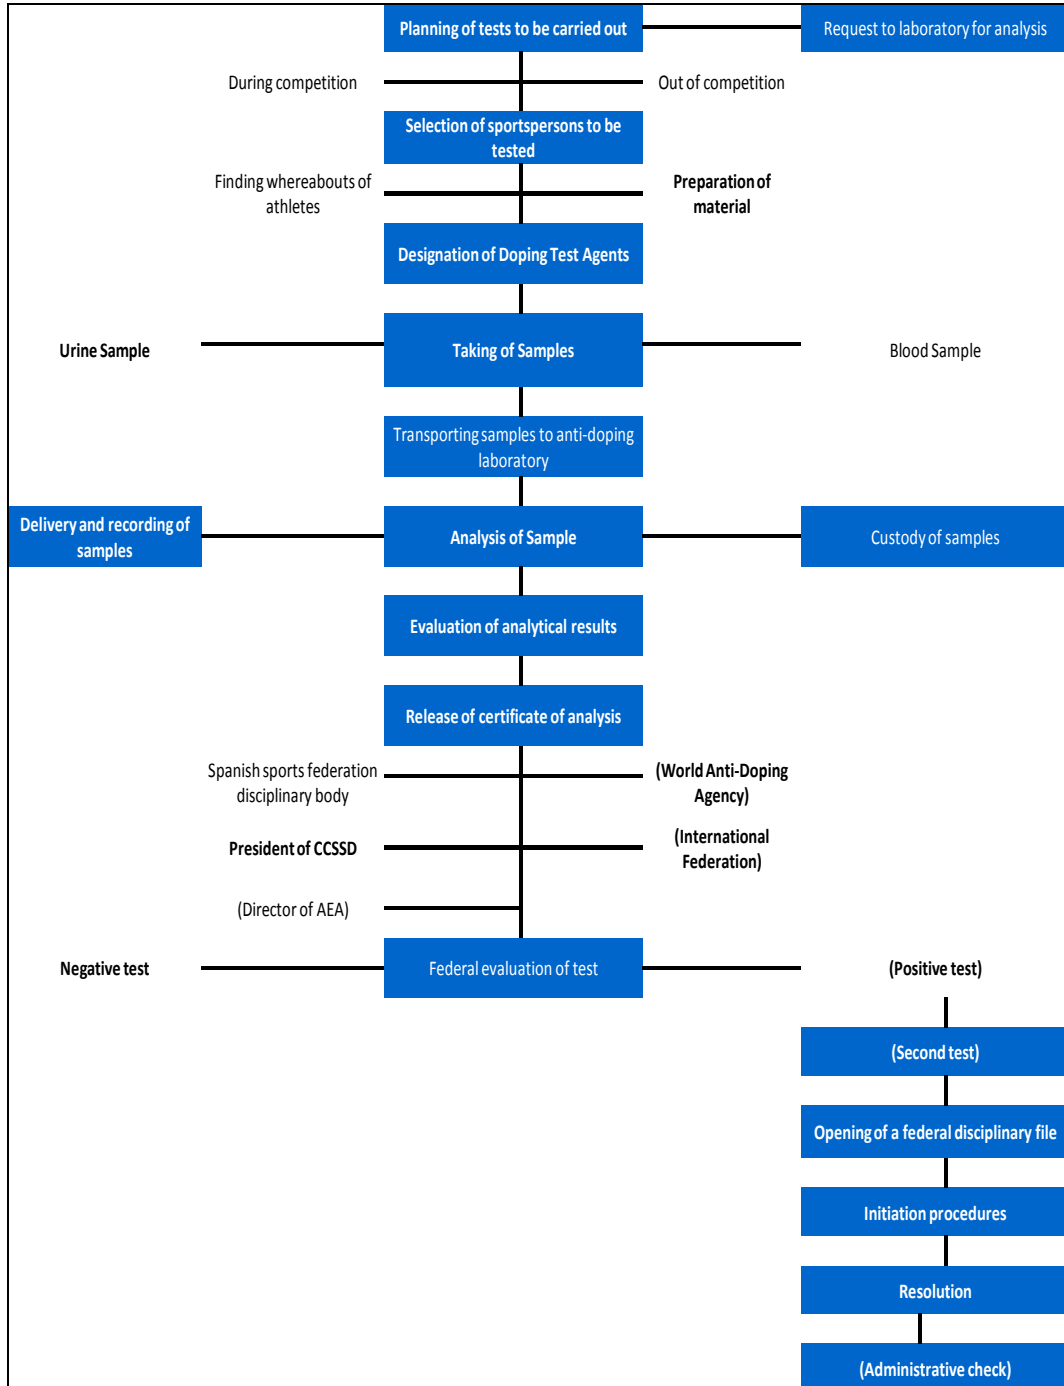 Planning of tests to be carried out
Request to laboratory for analysis
During competition
Out of competition
Selection of sportspersons to be
tested
Finding whereabouts of
athletes
Preparation of
material
Designation of Doping Test Agents
Urine Sample
Taking of Samples
Blood Sample
Transporting samples to anti-doping
laboratory
Delivery and recording of
samples
Analysis of Sample
Custody of samples
Evaluation of analytical results
Release of certificate of analysis
Spanish sports federation
disciplinary body
(World Anti-Doping
Agency)
President of CCSSD
(International
Federation)
(Director of AEA)
Negative test
Federal evaluation of test
(Positive test)
(Second test)
Opening of a federal disciplinary file
Initiation procedures
Resolution
(Administrative check)